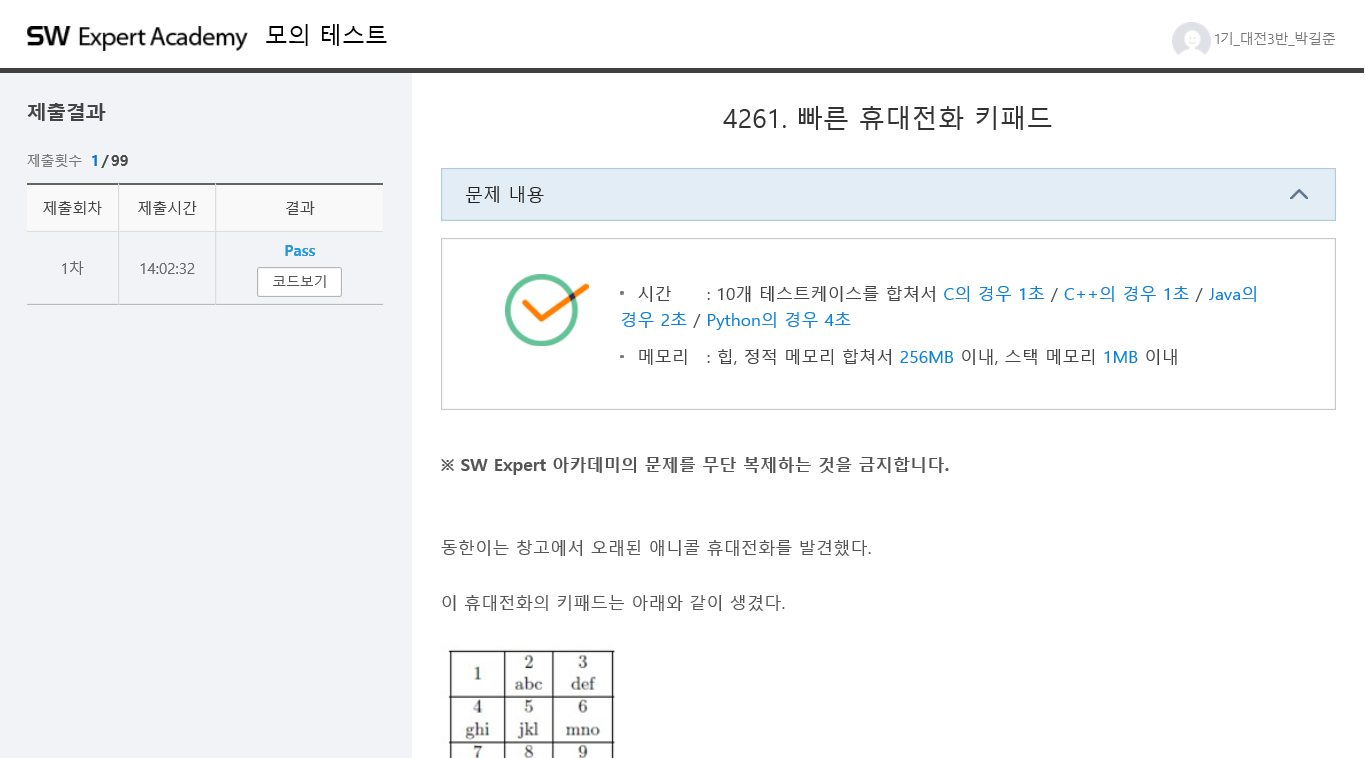 SW Expert Academy 모의 테스트
1기_대전3반_박길준
제출결과
제출횟수 1 / 99
제출회차 제출시간 결과
1차 14:02:32 Pass
코드보기
4261. 빠른 휴대전화 키패드
문제 내용
시간 : 10개 테스트케이스를 합쳐서 C의 경우 1초 / C++의 경우 1초 / Java의
경우 2초 / Python의 경우 4초
메모리 : 힙, 정적 메모리 합쳐서 256MB 이내, 스택 메모리 1MB 이내
※ SW Expert 아카데미의 문제를 무단 복제하는 것을 금지합니다.
동한이는 창고에서 오래된 애니콜 휴대전화를 발견했다.
이 휴대전화의 키패드는 아래와 같이 생겼다.
1 2 3
abc def
4 5 6
ghi jkl mno
7 8 9